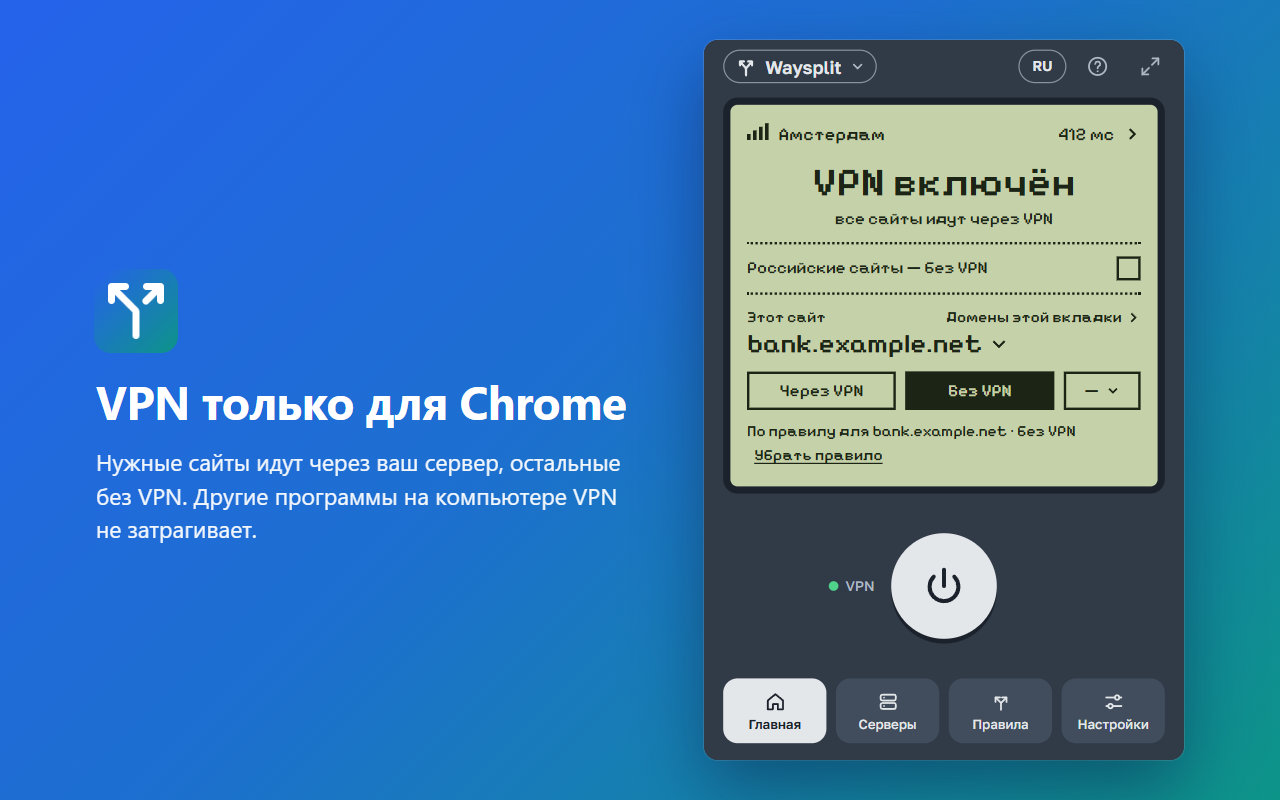 VPN только для Chrome
Нужные сайты идут через ваш сервер, остальные
без VPN. Другие программы на компьютере VPN
не затрагивает.
Waysplit
RU
Амстердам
412 мс
VPN включён
все сайты идут через VPN
Российские сайты — без VPN
Этот сайт
Домены этой вкладки
bank.example.net
Через VPN
Без VPN
—
По правилу для bank.example.net · без VPN
Убрать правило
VPN
Главная
Серверы
Правила
Настройки